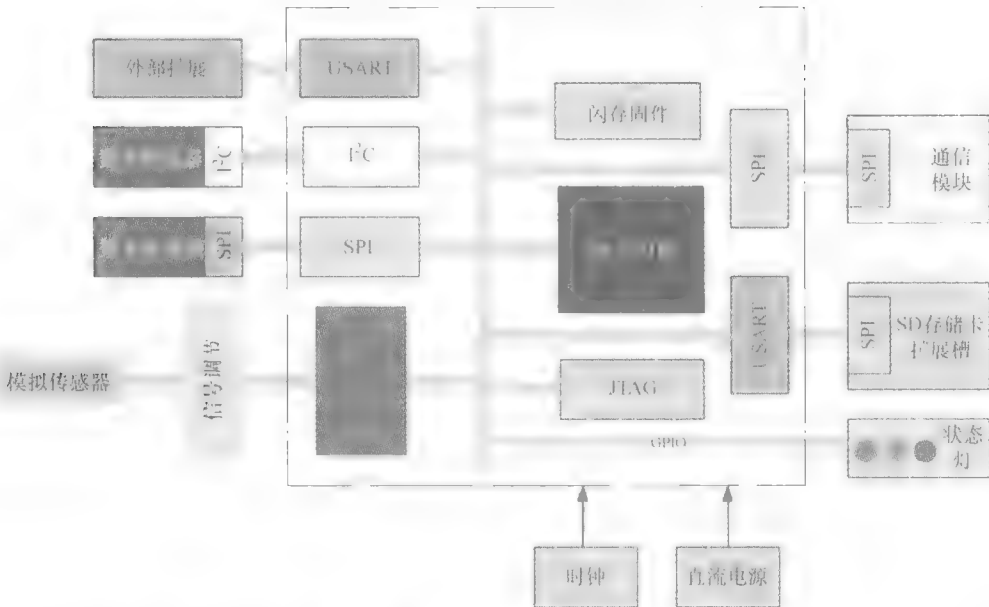 外部扩展
USART
闪存固件
I²C
I²C
SPI
SPI
通信
模块
SPI
SPI
USART
SPI
SD存储卡
扩展槽
模拟传感器
信号调节
JTAG
GPIO
状态
灯
时钟
直流电源